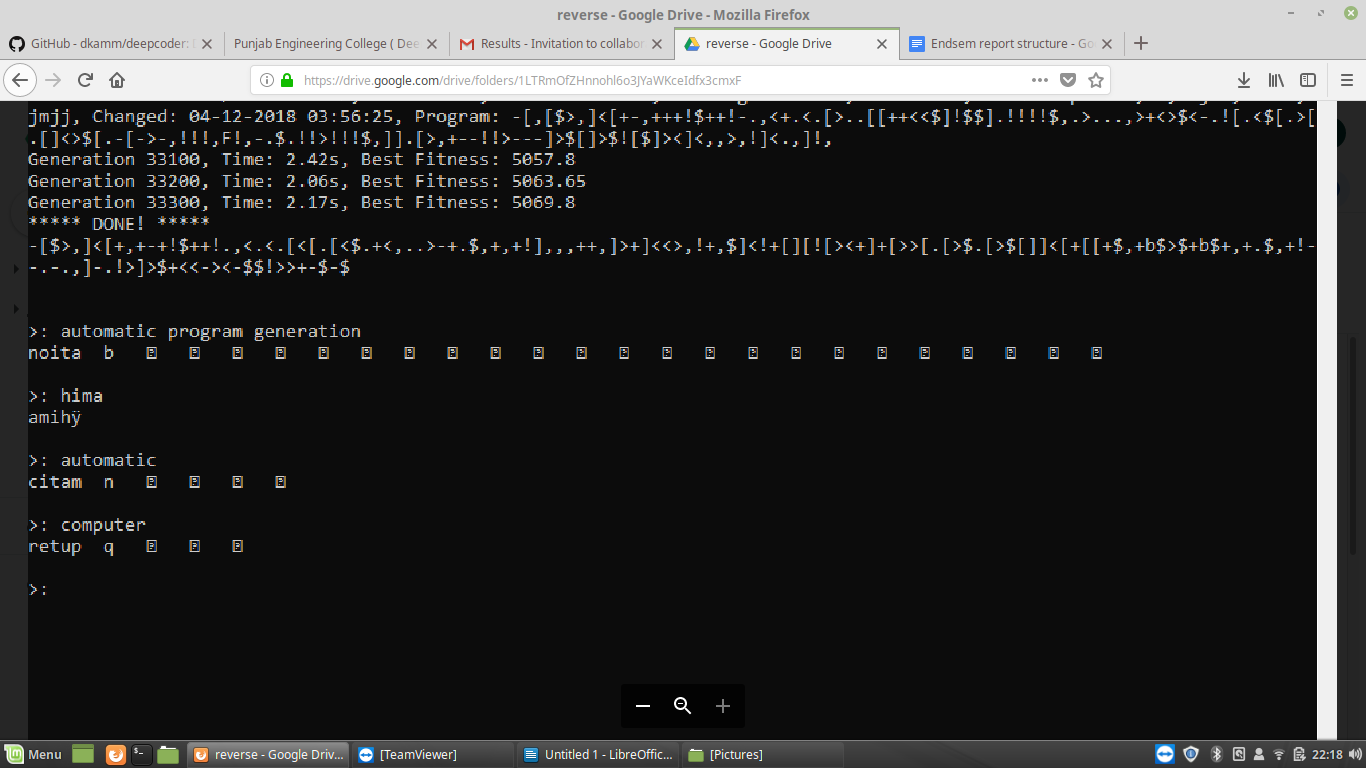 reverse - Google Drive - Mozilla Firefox
GitHub - dkamm/deepcoder:
Punjab Engineering College ( Dee
Results - Invitation to collabor
reverse - Google Drive
Endsem report structure - Go
https://drive.google.com/drive/folders/1LTRmOfZHnnohl6o3JYaWKceIdfx3cmxF
jmjj, Changed: 04-12-2018 03:56:25, Program: -[,[$>,]<[+-,+++!$++!-.,<+.<.[>..[[++<<$]!$$].!!!!$,.>...,>+<>$<-.![.<$[.>[
.[]<>$[.-[->-,!!!,F!,-.$.!!>!!!$,]].[>,+--!!>---]>$[]>$![$]><]<,,>,!]<.,]!,
Generation 33100, Time: 2.42s, Best Fitness: 5057.8
Generation 33200, Time: 2.06s, Best Fitness: 5063.65
Generation 33300, Time: 2.17s, Best Fitness: 5069.8
***** DONE! *****
-[$>,]<[+,+-+!$++!.,<.<.[<[.[<$.+<,..>-+.$,+,+!],,,++,]>+]<<>,!+,$]<!+[][![><+]+[>>[.[>$.[>$[]]<[+[[+$,+b$>$+b$+,+.$,+!-
-.-.,]-.!>]>$+<<-><-$$!>>+-$-$
>: automatic program generation
noita b
>: hima
amihÿ
>: automatic
citam n
>: computer
retup q
>:
Menu
reverse - Google Driv...
[TeamViewer]
Untitled 1 - LibreOffic...
[Pictures]
22:18